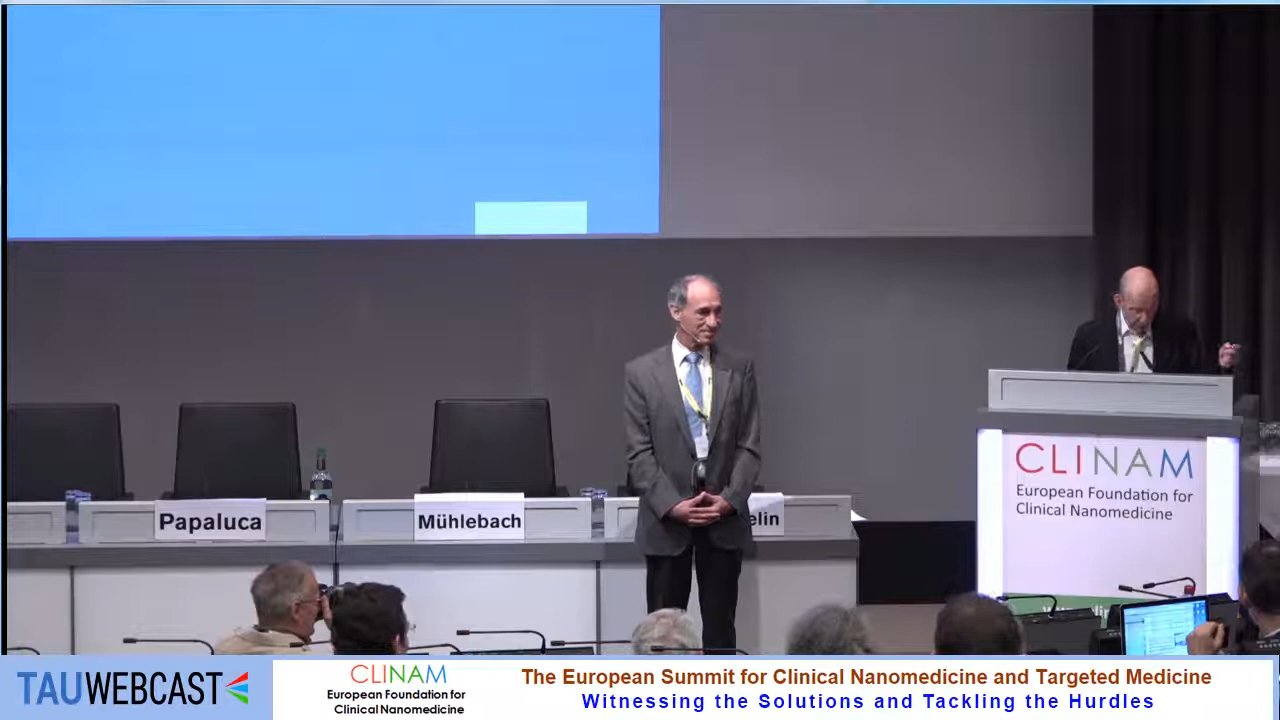 Papaluca
Mühlebach
elin
CLINAM
European Foundation for
Clinical Nanomedicine
TAUWEBCAST
CLINAM
European Foundation for
Clinical Nanomedicine
The European Summit for Clinical Nanomedicine and Targeted Medicine
Witnessing the Solutions and Tackling the Hurdles